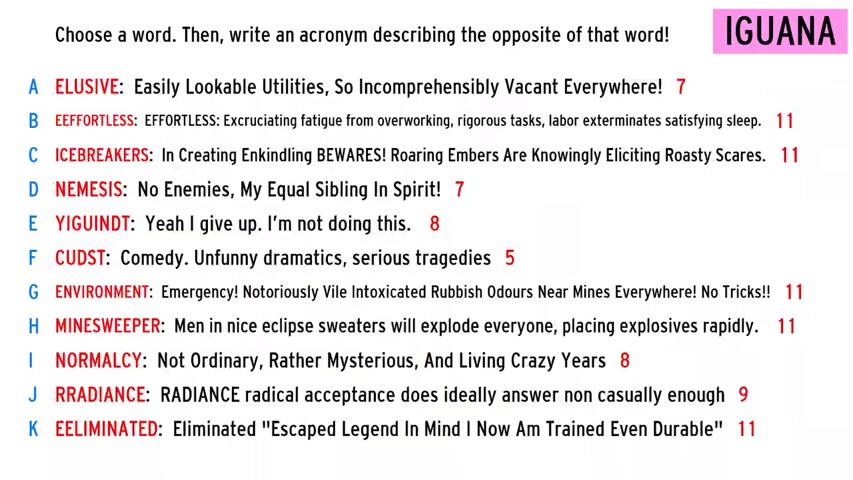 Choose a word. Then, write an acronym describing the opposite of that word!
IGUANA
A ELUSIVE: Easily Lookable Utilities, So Incomprehensibly Vacant Everywhere! 7
B EEFFORTLESS: EFFORTLESS: Excruciating fatigue from overworking, rigorous tasks, labor exterminates satisfying sleep. 11
C ICEBREAKERS: In Creating Enkindling BEWARES! Roaring Embers Are Knowingly Eliciting Roasty Scares. 11
D NEMESIS: No Enemies, My Equal Sibling In Spirit! 7
E YIGUINDT: Yeah I give up. I'm not doing this. 8
F CUDST: Comedy. Unfunny dramatics, serious tragedies 5
G ENVIRONMENT: Emergency! Notoriously Vile Intoxicated Rubbish Odours Near Mines Everywhere! No Tricks!! 11
H MINESWEEPER: Men in nice eclipse sweaters will explode everyone, placing explosives rapidly. 11
I NORMALCY: Not Ordinary, Rather Mysterious, And Living Crazy Years 8
J RRADIANCE: RADIANCE radical acceptance does ideally answer non casually enough 9
K EELIMINATED: Eliminated "Escaped Legend In Mind I Now Am Trained Even Durable" 11